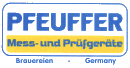 PFEUFFER
Mess- und Prüfgeräte
Brauereien - Germany